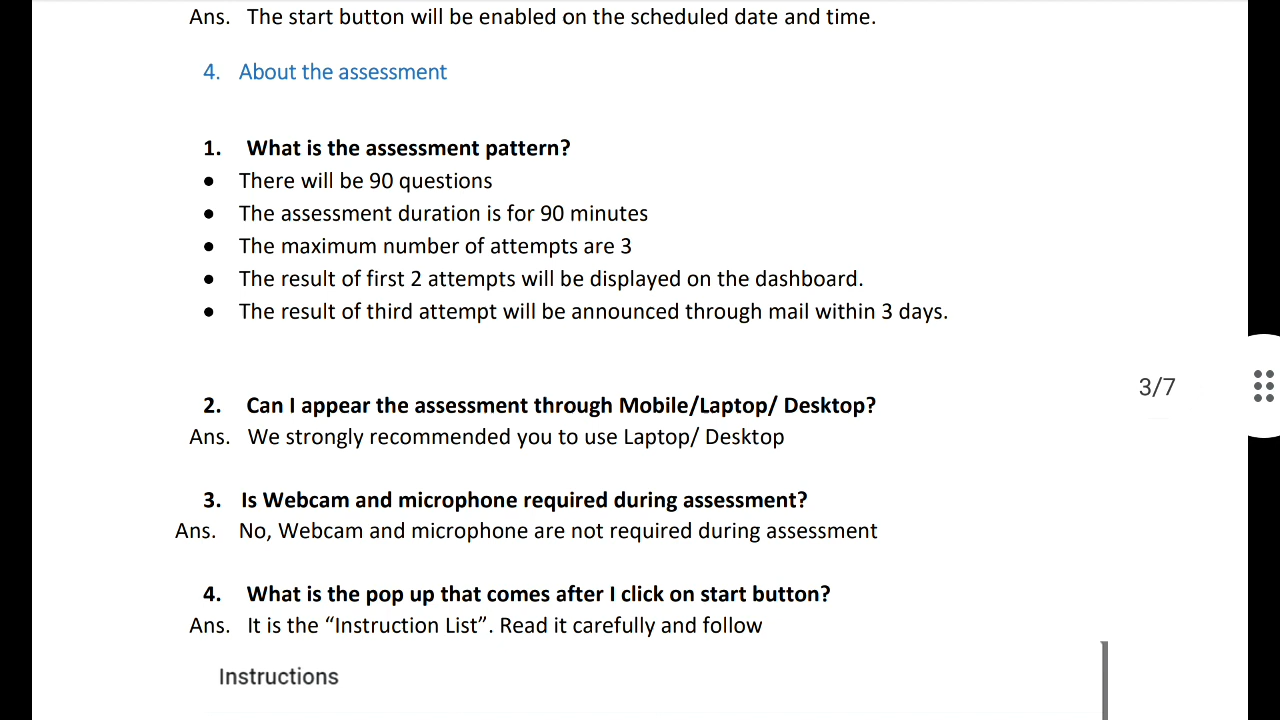 Ans. The start button will be enabled on the scheduled date and time.
4. About the assessment
1. What is the assessment pattern?
● There will be 90 questions
● The assessment duration is for 90 minutes
● The maximum number of attempts are 3
● The result of first 2 attempts will be displayed on the dashboard.
● The result of third attempt will be announced through mail within 3 days.
3/7
2. Can I appear the assessment through Mobile/Laptop/ Desktop?
Ans. We strongly recommended you to use Laptop/ Desktop
3. Is Webcam and microphone required during assessment?
Ans. No, Webcam and microphone are not required during assessment
4. What is the pop up that comes after I click on start button?
Ans. It is the “Instruction List”. Read it carefully and follow
Instructions